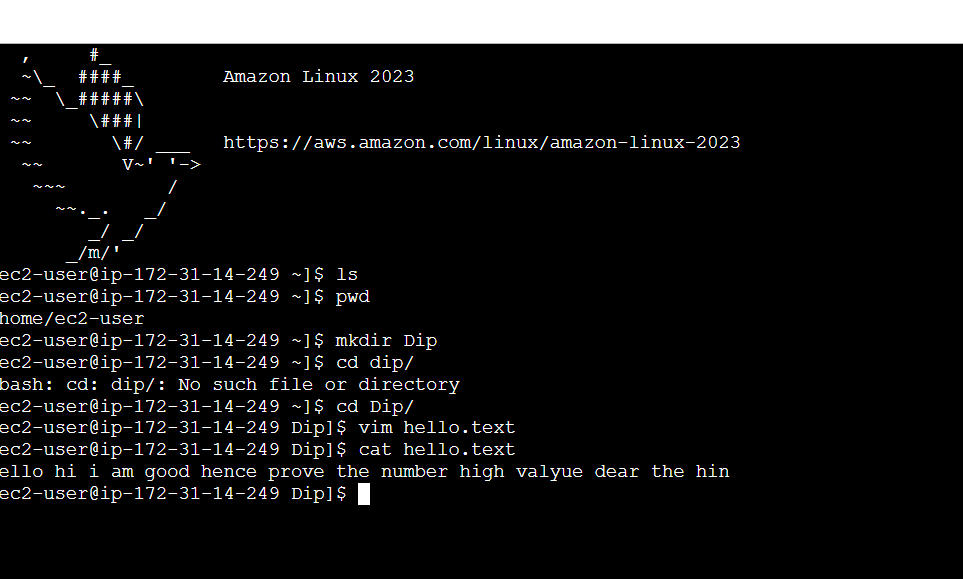 ,     #_
  ~\_  ####_        Amazon Linux 2023
 ~~  \_#####\
 ~~     \###|
 ~~       \#/ ___   https://aws.amazon.com/linux/amazon-linux-2023
  ~~       V~' '->
   ~~~         /
     ~~._.   _/
        _/ _/
      _/m/'
ec2-user@ip-172-31-14-249 ~]$ ls
ec2-user@ip-172-31-14-249 ~]$ pwd
home/ec2-user
ec2-user@ip-172-31-14-249 ~]$ mkdir Dip
ec2-user@ip-172-31-14-249 ~]$ cd dip/
bash: cd: dip/: No such file or directory
ec2-user@ip-172-31-14-249 ~]$ cd Dip/
ec2-user@ip-172-31-14-249 Dip]$ vim hello.text
ec2-user@ip-172-31-14-249 Dip]$ cat hello.text
ello hi i am good hence prove the number high valyue dear the hin
ec2-user@ip-172-31-14-249 Dip]$